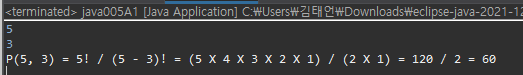 <terminated> java005A1 [Java Application] C:₩Users₩김태언₩Downloads₩eclipse-java-2021-12
5
3
P(5, 3) = 5! / (5 - 3)! = (5 X 4 X 3 X 2 X 1) / (2 X 1) = 120 / 2 = 60